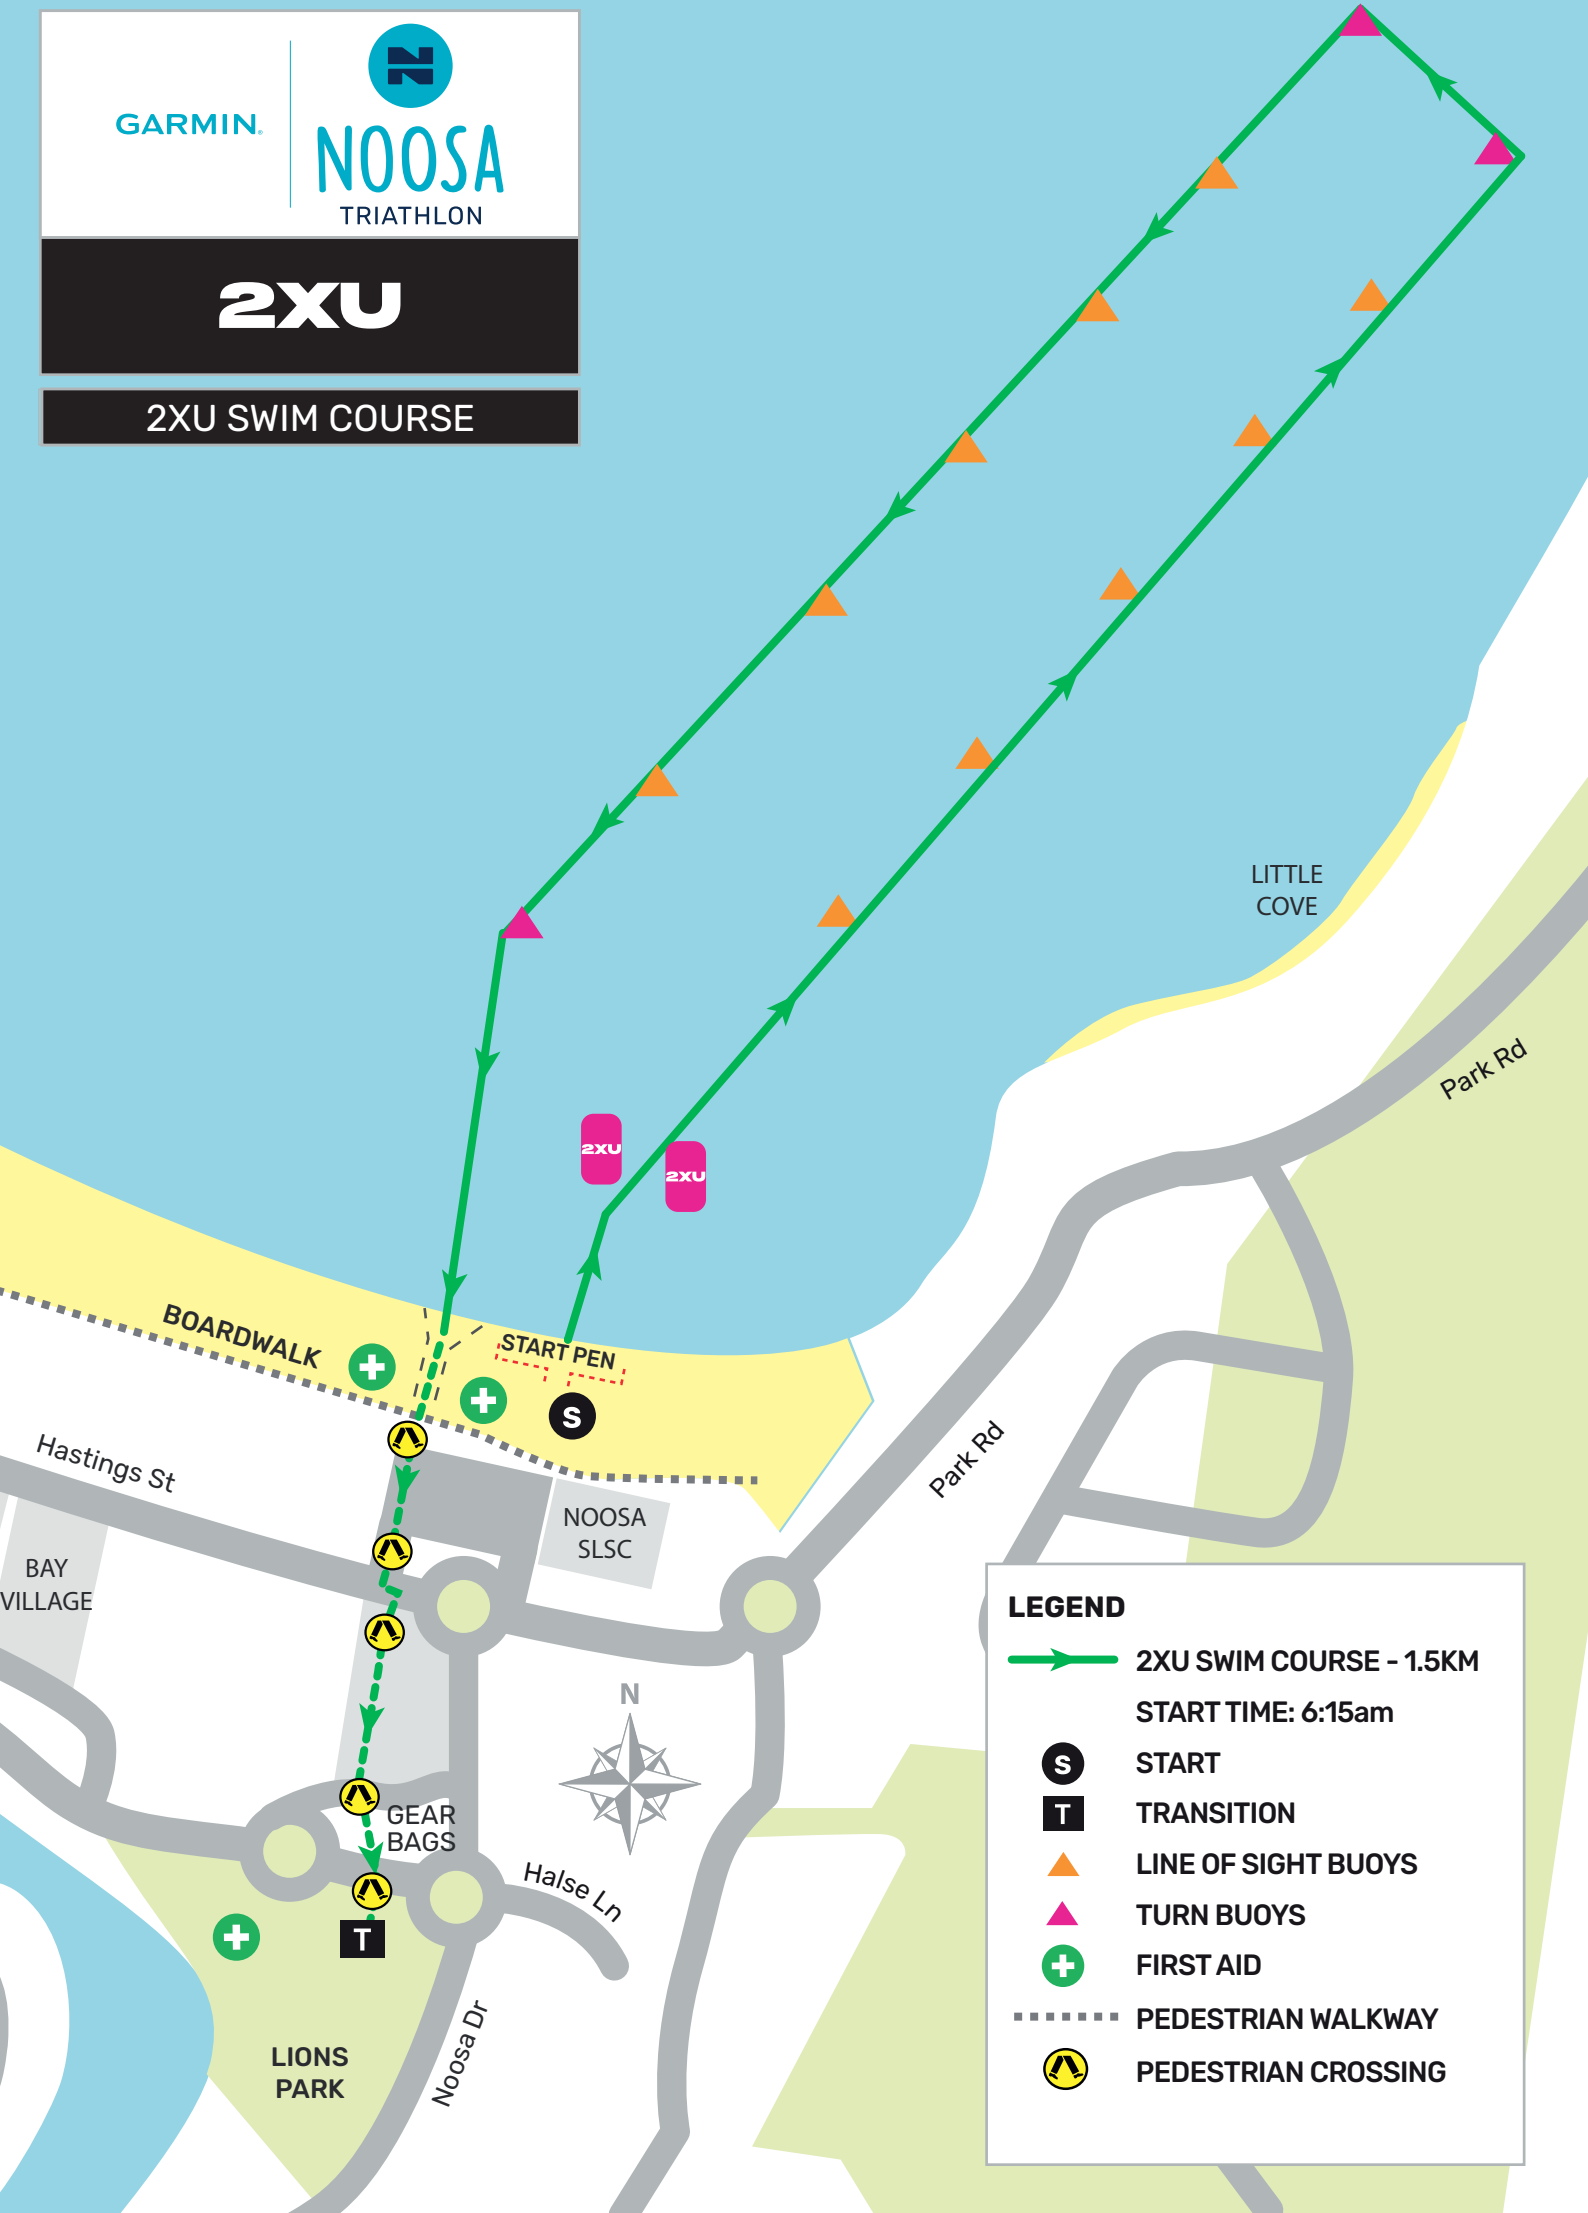 GARMIN.
N
NOOSA
TRIATHLON
2XU
2XU SWIM COURSE
LITTLE
COVE
Park Rd
2XU
2XU
BOARDWALK
START PEN
S
Hastings St
Park Rd
NOOSA
SLSC
BAY
VILLAGE
N
GEAR
BAGS
Halse Ln
T
Noosa Dr
LIONS
PARK
LEGEND
2XU SWIM COURSE - 1.5KM
START TIME: 6:15am
S START
T TRANSITION
LINE OF SIGHT BUOYS
TURN BUOYS
FIRST AID
PEDESTRIAN WALKWAY
PEDESTRIAN CROSSING